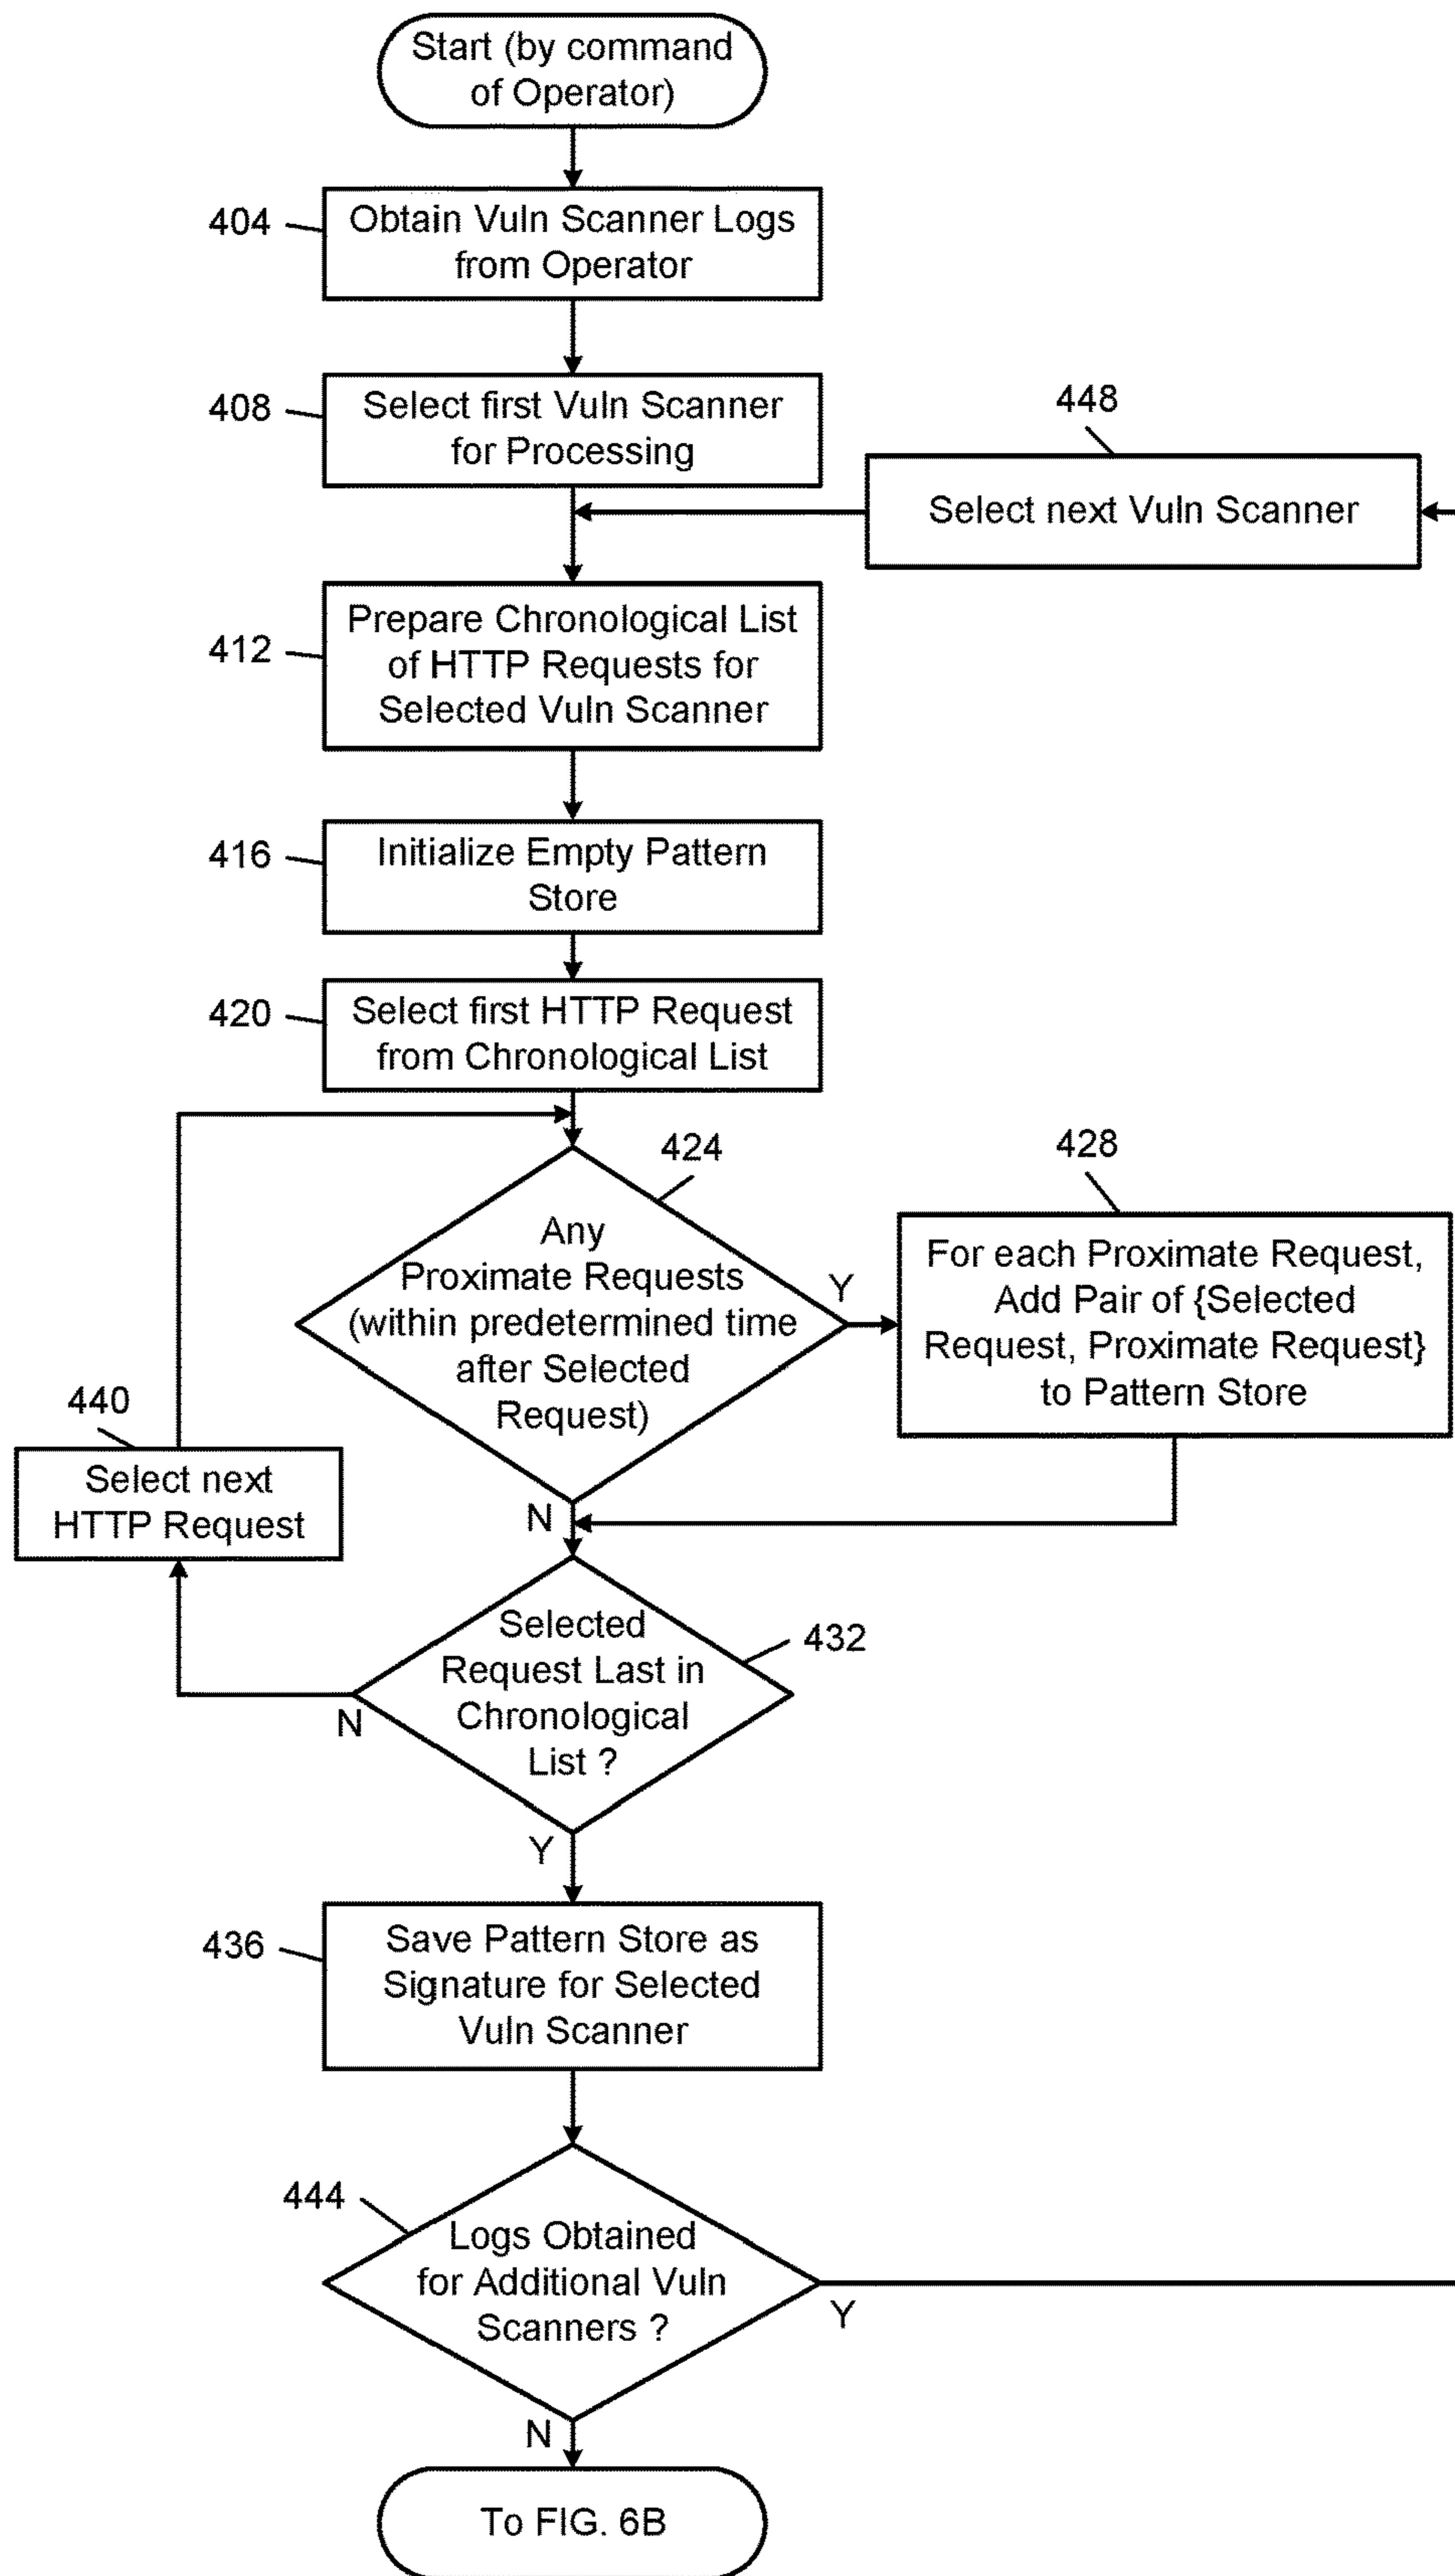 Start (by command
of Operator)
404
Obtain Vuln Scanner Logs
from Operator
408
Select first Vuln Scanner
for Processing
448
Select next Vuln Scanner
412
Prepare Chronological List
of HTTP Requests for
Selected Vuln Scanner
416
Initialize Empty Pattern
Store
420
Select first HTTP Request
from Chronological List
424
Any
Proximate Requests
(within predetermined time
after Selected
Request)
Y
N
428
For each Proximate Request,
Add Pair of {Selected
Request, Proximate Request}
to Pattern Store
440
Select next
HTTP Request
432
Selected
Request Last in
Chronological
List ?
N
Y
436
Save Pattern Store as
Signature for Selected
Vuln Scanner
444
Logs Obtained
for Additional Vuln
Scanners ?
Y
N
To FIG. 6B